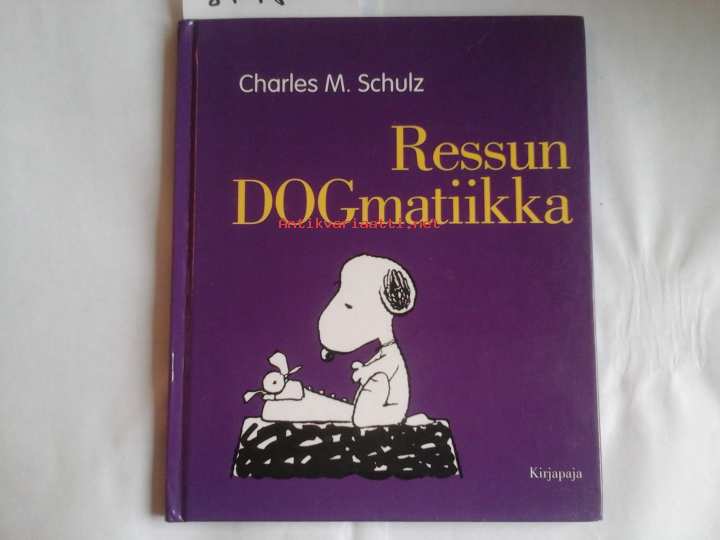 Charles M. Schulz
Ressun
DOGmatiikka
Antikvariaatti.net
Kirjapaja